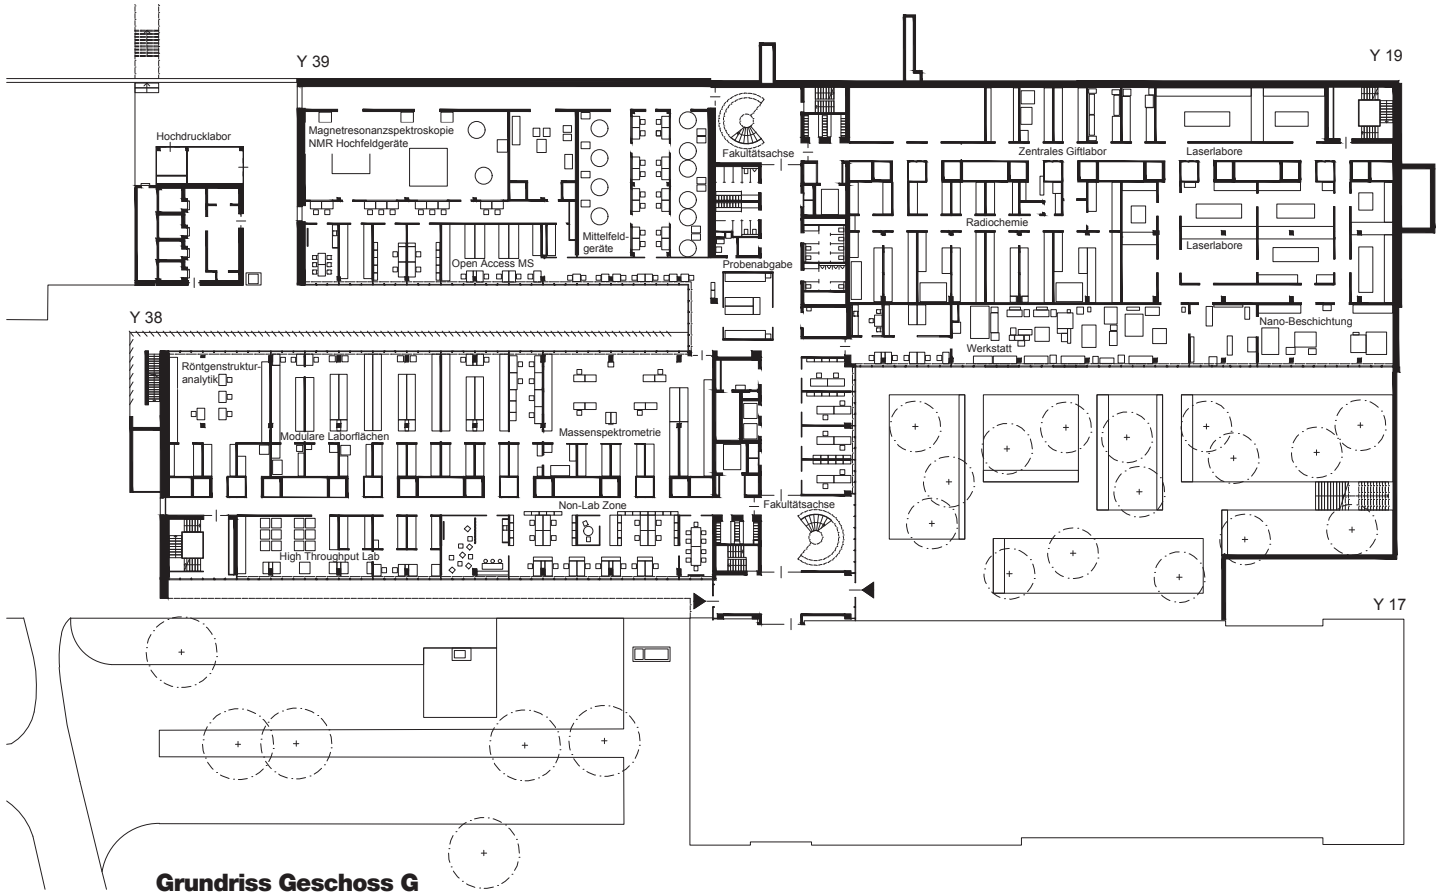 Y 39
Y 19
Hochdrucklabor
Magnetresonanzspektroskopie
NMR Hochfeldgeräte
Fakultätsachse
Zentrales Giftlabor
Laserlabore
Radiochemie
Mittelfeld-
geräte
Laserlabore
Open Access MS
Probenabgabe
Y 38
Nano-Beschichtung
Werkstatt
Röntgenstruktur-
analytik
Modulare Laborflächen
Massenspektrometrie
Non-Lab Zone
Fakultätsachse
High Throughput Lab
Y 17
Grundriss Geschoss G